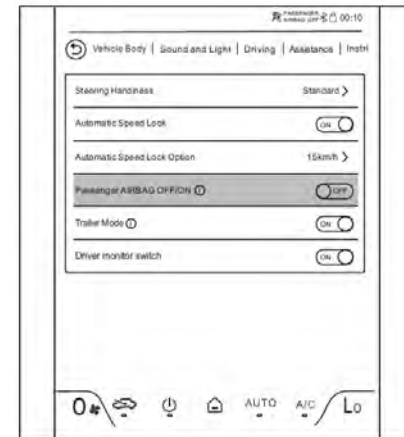 PASSENGER
AIRBAG OFF 00:10
Vehicle Body | Sound and Light | Driving | Assistance | Instri
Steering Handiness Standard >
Automatic Speed Lock ON
Automatic Speed Lock Option 15km/h >
Passenger AIRBAG OFF/ON OFF
Trailer Mode ON
Driver monitor switch ON
0 AUTO A/C Lo